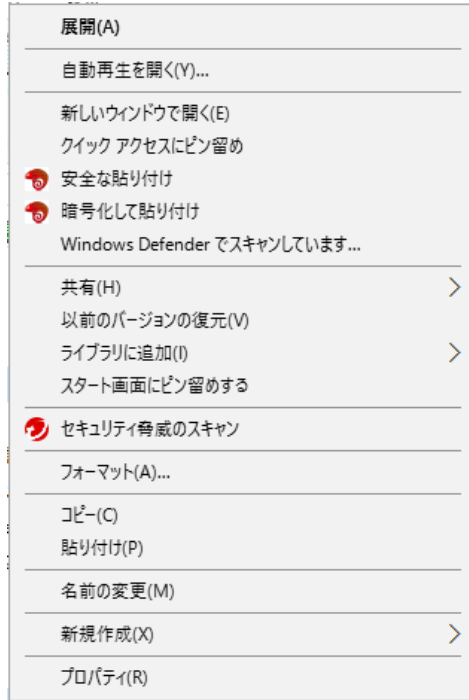 展開(A)
自動再生を開く(Y)...
新しいウィンドウで開く(E)
クイック アクセスにピン留め
安全な貼り付け
暗号化して貼り付け
Windows Defender でスキャンしています...
共有(H)
以前のバージョンの復元(V)
ライブラリに追加(I)
スタート画面にピン留めする
セキュリティ脅威のスキャン
フォーマット(A)...
コピー(C)
貼り付け(P)
名前の変更(M)
新規作成(X)
プロパティ(R)